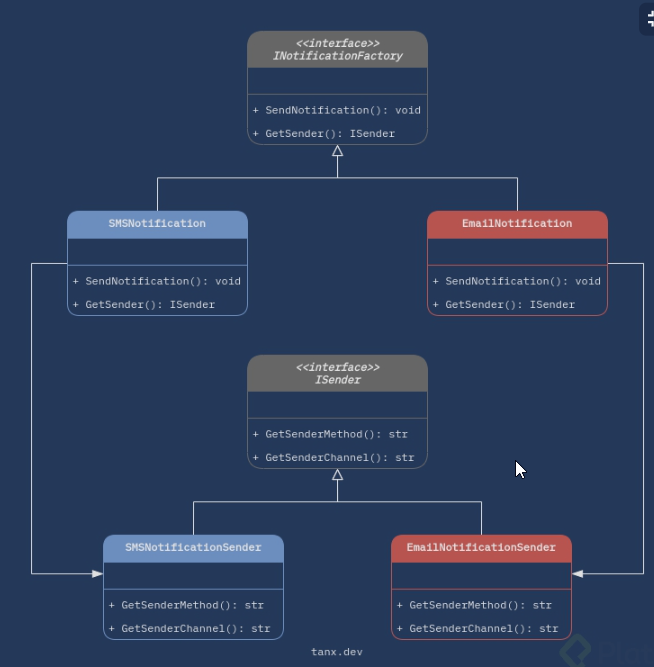 <<interface>>
INotificationFactory
+ SendNotification(): void
+ GetSender(): ISender
SMSNotification
+ SendNotification(): void
+ GetSender(): ISender
EmailNotification
+ SendNotification(): void
+ GetSender(): ISender
<<interface>>
ISender
+ GetSenderMethod(): str
+ GetSenderChannel(): str
SMSNotificationSender
+ GetSenderMethod(): str
+ GetSenderChannel(): str
EmailNotificationSender
+ GetSenderMethod(): str
+ GetSenderChannel(): str
tanx.dev